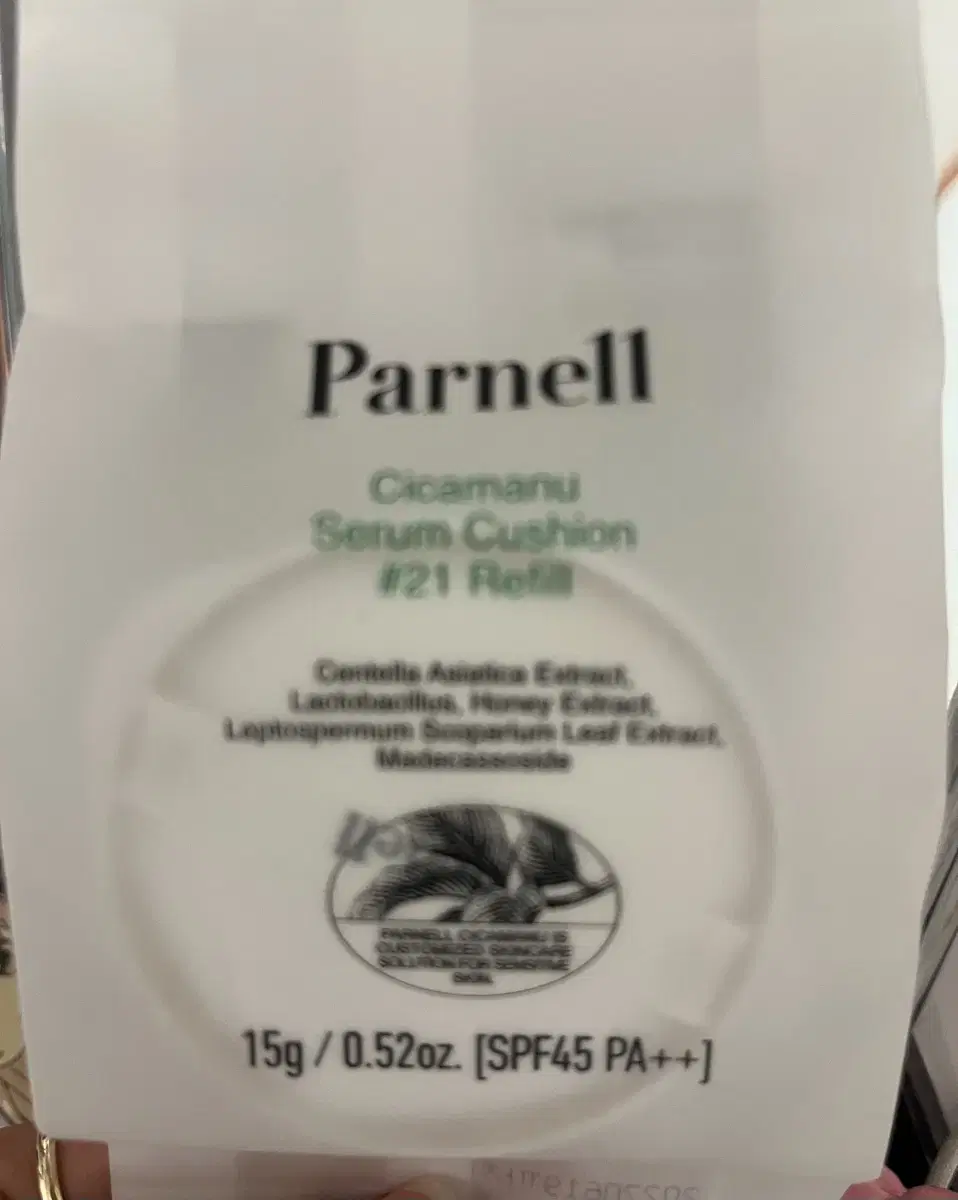 Parnell
Cicamanu
Serum Cushion
#21 Refill
Centella Asiatica Extract,
Lactobacillus, Honey Extract,
Leptospermum Scoparium Leaf Extract,
Madecassoside
PARNELL CICAMANU IS
CUSTOMIZED SKINCARE
SOLUTION FOR SENSITIVE
SKIN.
15g / 0.52oz. [SPF45 PA++]